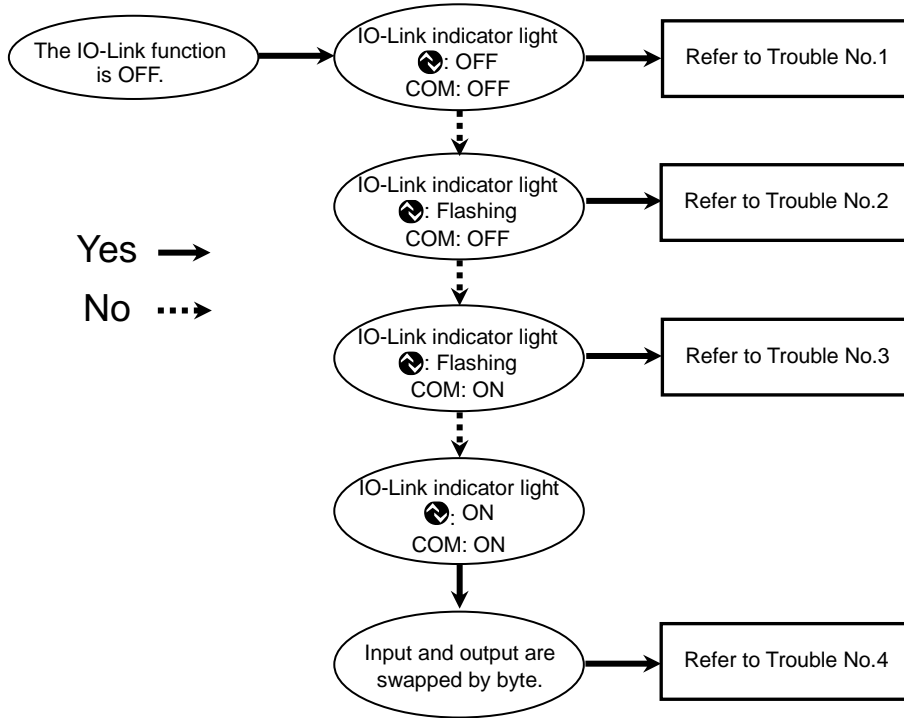 The IO-Link function
is OFF.
IO-Link indicator light
: OFF
COM: OFF
Refer to Trouble No.1
IO-Link indicator light
: Flashing
COM: OFF
Refer to Trouble No.2
Yes
No
IO-Link indicator light
: Flashing
COM: ON
Refer to Trouble No.3
IO-Link indicator light
: ON
COM: ON
Input and output are
swapped by byte.
Refer to Trouble No.4